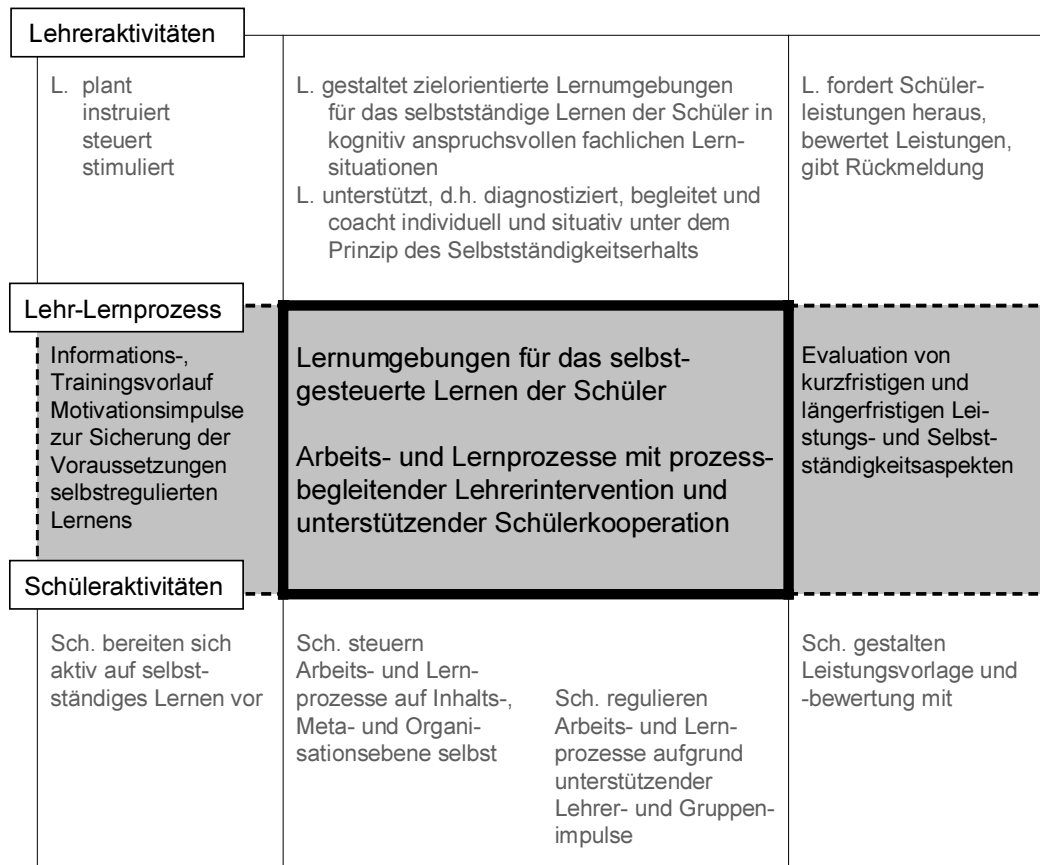 Lehreraktivitäten
L. plant
instruiert
steuert
stimuliert
L. gestaltet zielorientierte Lernumgebungen
für das selbstständige Lernen der Schüler in
kognitiv anspruchsvollen fachlichen Lern-
situationen
L. unterstützt, d.h. diagnostiziert, begleitet und
coacht individuell und situativ unter dem
Prinzip des Selbstständigkeitserhalts
L. fordert Schüler-
leistungen heraus,
bewertet Leistungen,
gibt Rückmeldung
Lehr-Lernprozess
Informations-,
Trainingsvorlauf
Motivationsimpulse
zur Sicherung der
Voraussetzungen
selbstregulierten
Lernens
Lernumgebungen für das selbst-
gesteuerte Lernen der Schüler
Arbeits- und Lernprozesse mit prozess-
begleitender Lehrerintervention und
unterstützender Schülerkooperation
Evaluation von
kurzfristigen und
längerfristigen Leis-
tungs- und Selbst-
ständigkeitsaspekten
Schüleraktivitäten
Sch. bereiten sich
aktiv auf selbst-
ständiges Lernen vor
Sch. steuern
Arbeits- und Lern-
prozesse auf Inhalts-,
Meta- und Organi-
sationsebene selbst
Sch. regulieren
Arbeits- und Lern-
prozesse aufgrund
unterstützender
Lehrer- und Gruppen-
impulse
Sch. gestalten
Leistungsvorlage und
-bewertung mit